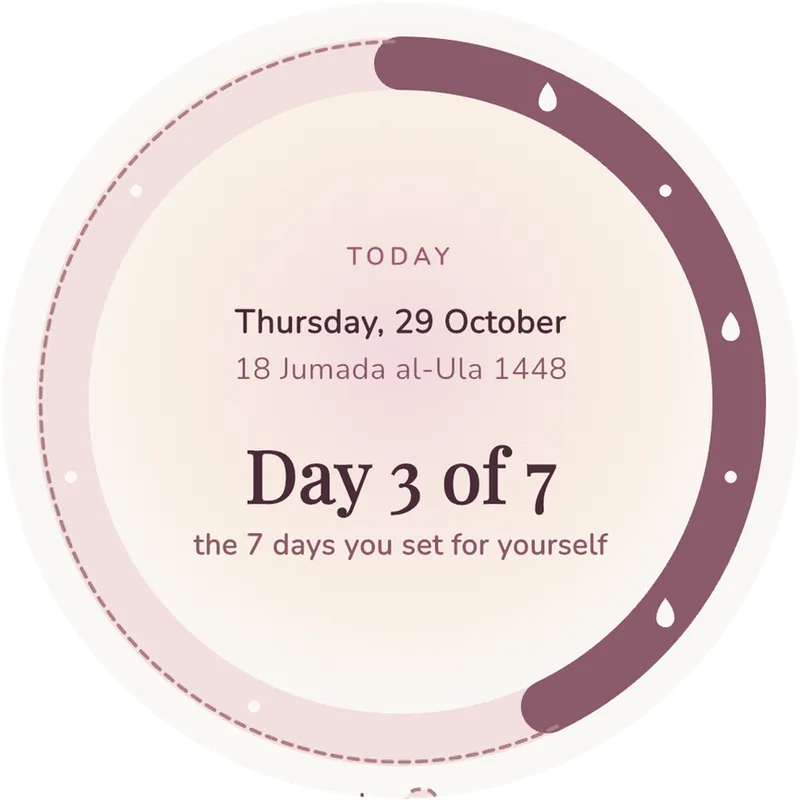 TODAY
Thursday, 29 October
18 Jumada al-Ula 1448
Day 3 of 7
the 7 days you set for yourself